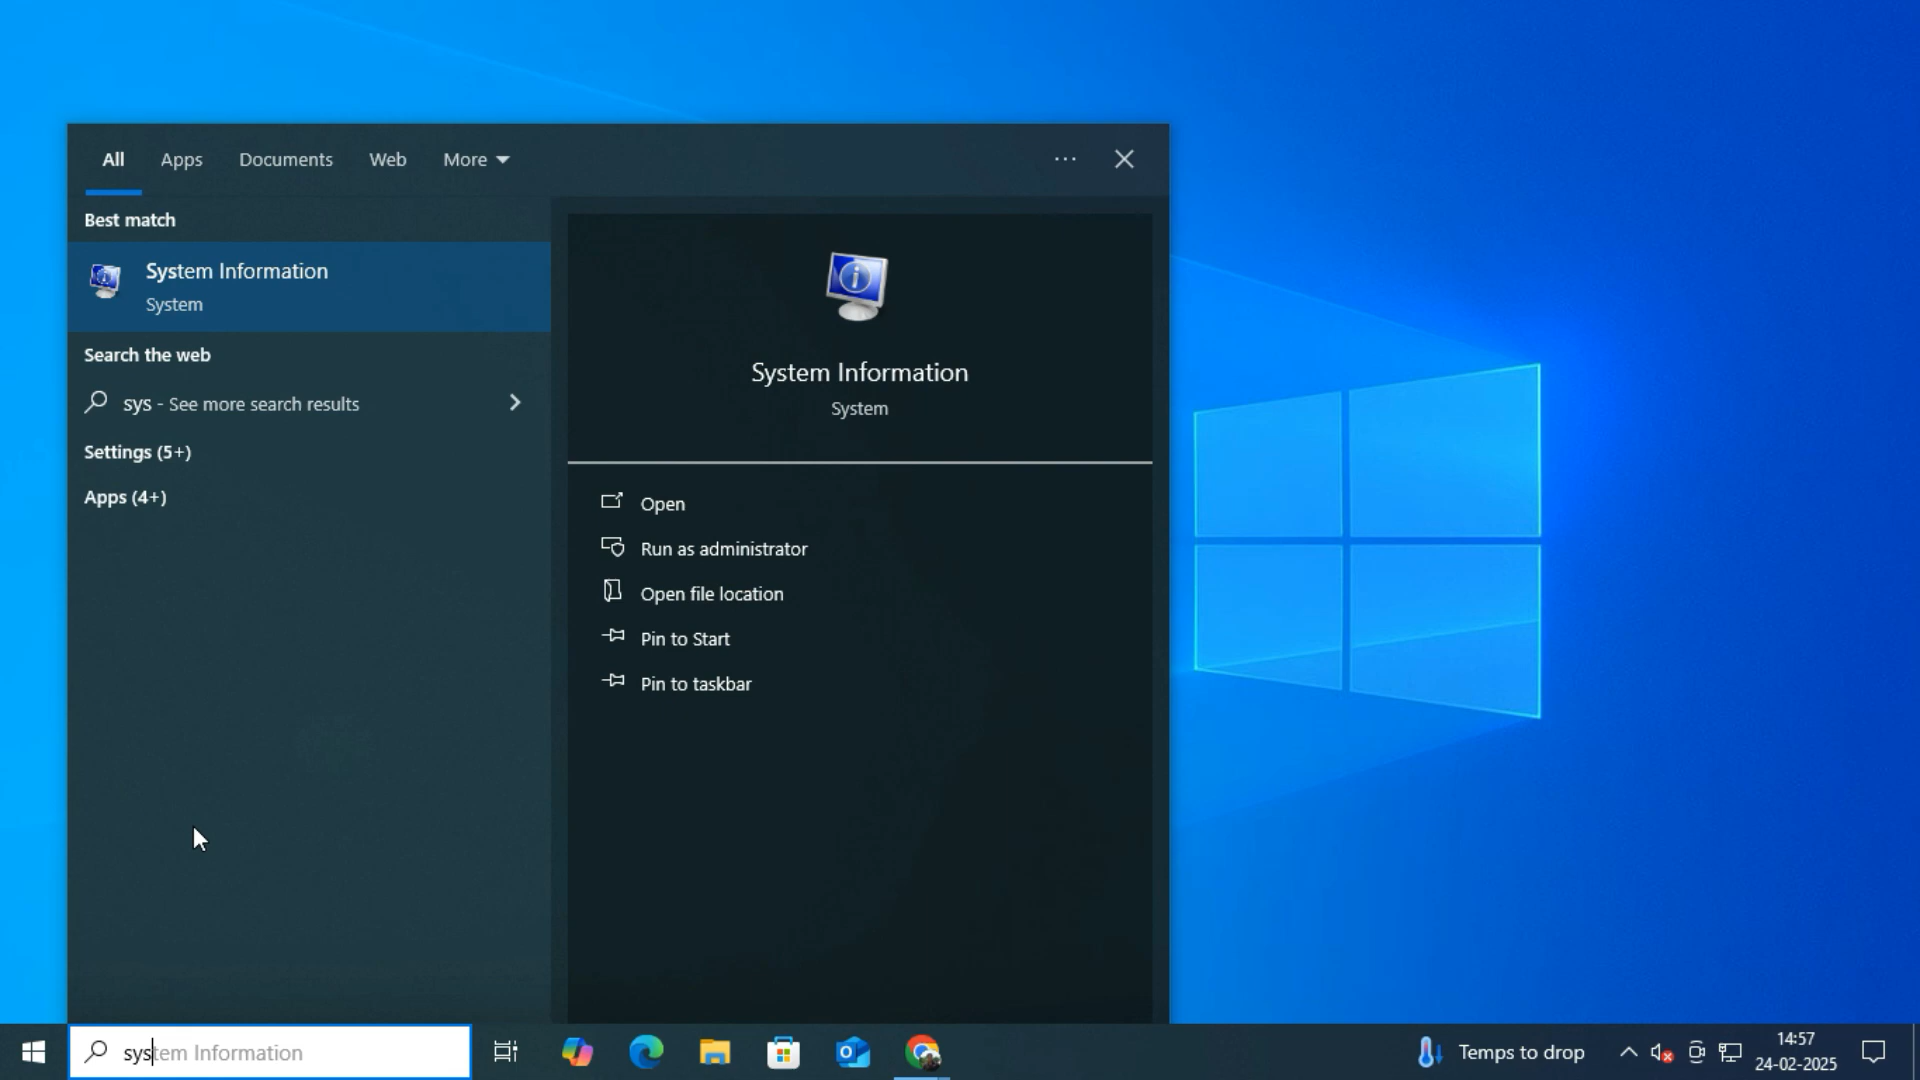 All
Apps
Documents
Web
More
Best match
System Information
System
Search the web
sys - See more search results
Settings (5+)
Apps (4+)
System Information
System
Open
Run as administrator
Open file location
Pin to Start
Pin to taskbar
system Information
Temps to drop
14:57
24-02-2025